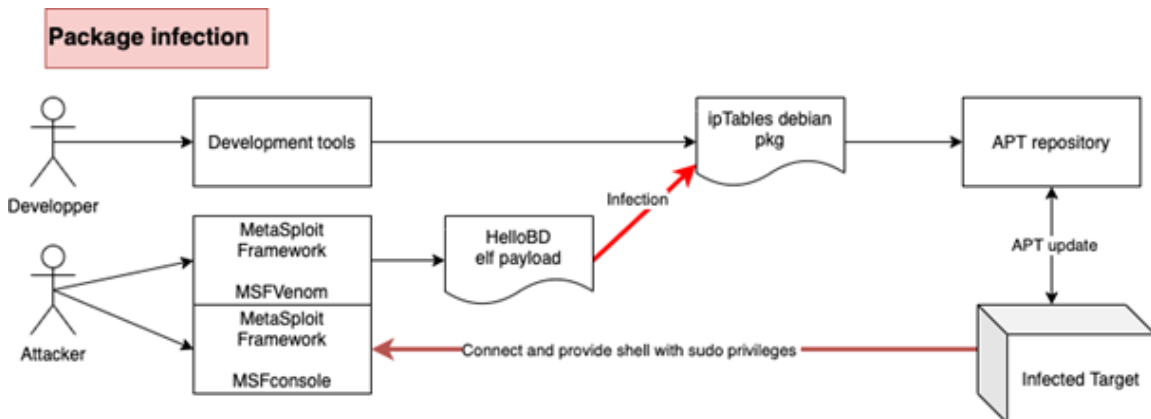 Package infection
Developper
Development tools
ipTables debian
pkg
APT repository
Infection
APT update
Attacker
MetaSploit
Framework
MSFVenom
HelloBD
elf payload
MetaSploit
Framework
MSFconsole
Connect and provide shell with sudo privileges
Infected Target